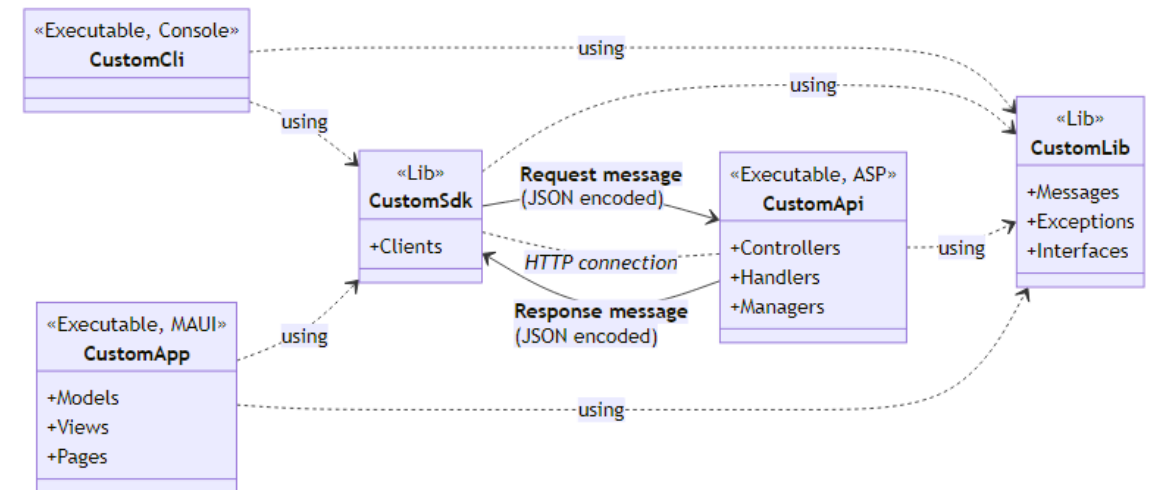 «Executable, Console»
CustomCli
using
using
using
«Lib»
CustomLib
+Messages
+Exceptions
+Interfaces
«Lib»
CustomSdk
+Clients
Request message
(JSON encoded)
HTTP connection
Response message
(JSON encoded)
«Executable, ASP»
CustomApi
+Controllers
+Handlers
+Managers
using
«Executable, MAUI»
CustomApp
+Models
+Views
+Pages
using
using